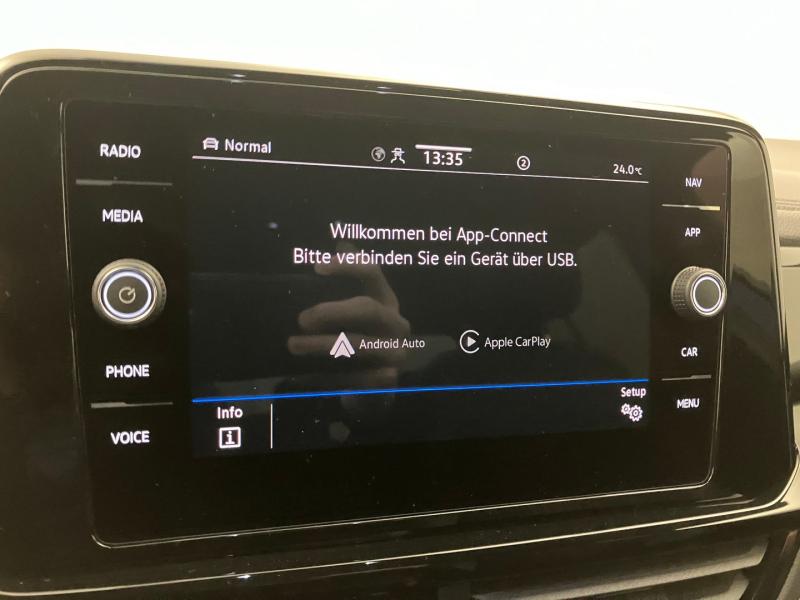 RADIO
MEDIA
PHONE
VOICE
Normal
13:35
2
24.0°C
Willkommen bei App-Connect
Bitte verbinden Sie ein Gerät über USB.
Android Auto
Apple CarPlay
Info
i
Setup
NAV
APP
CAR
MENU